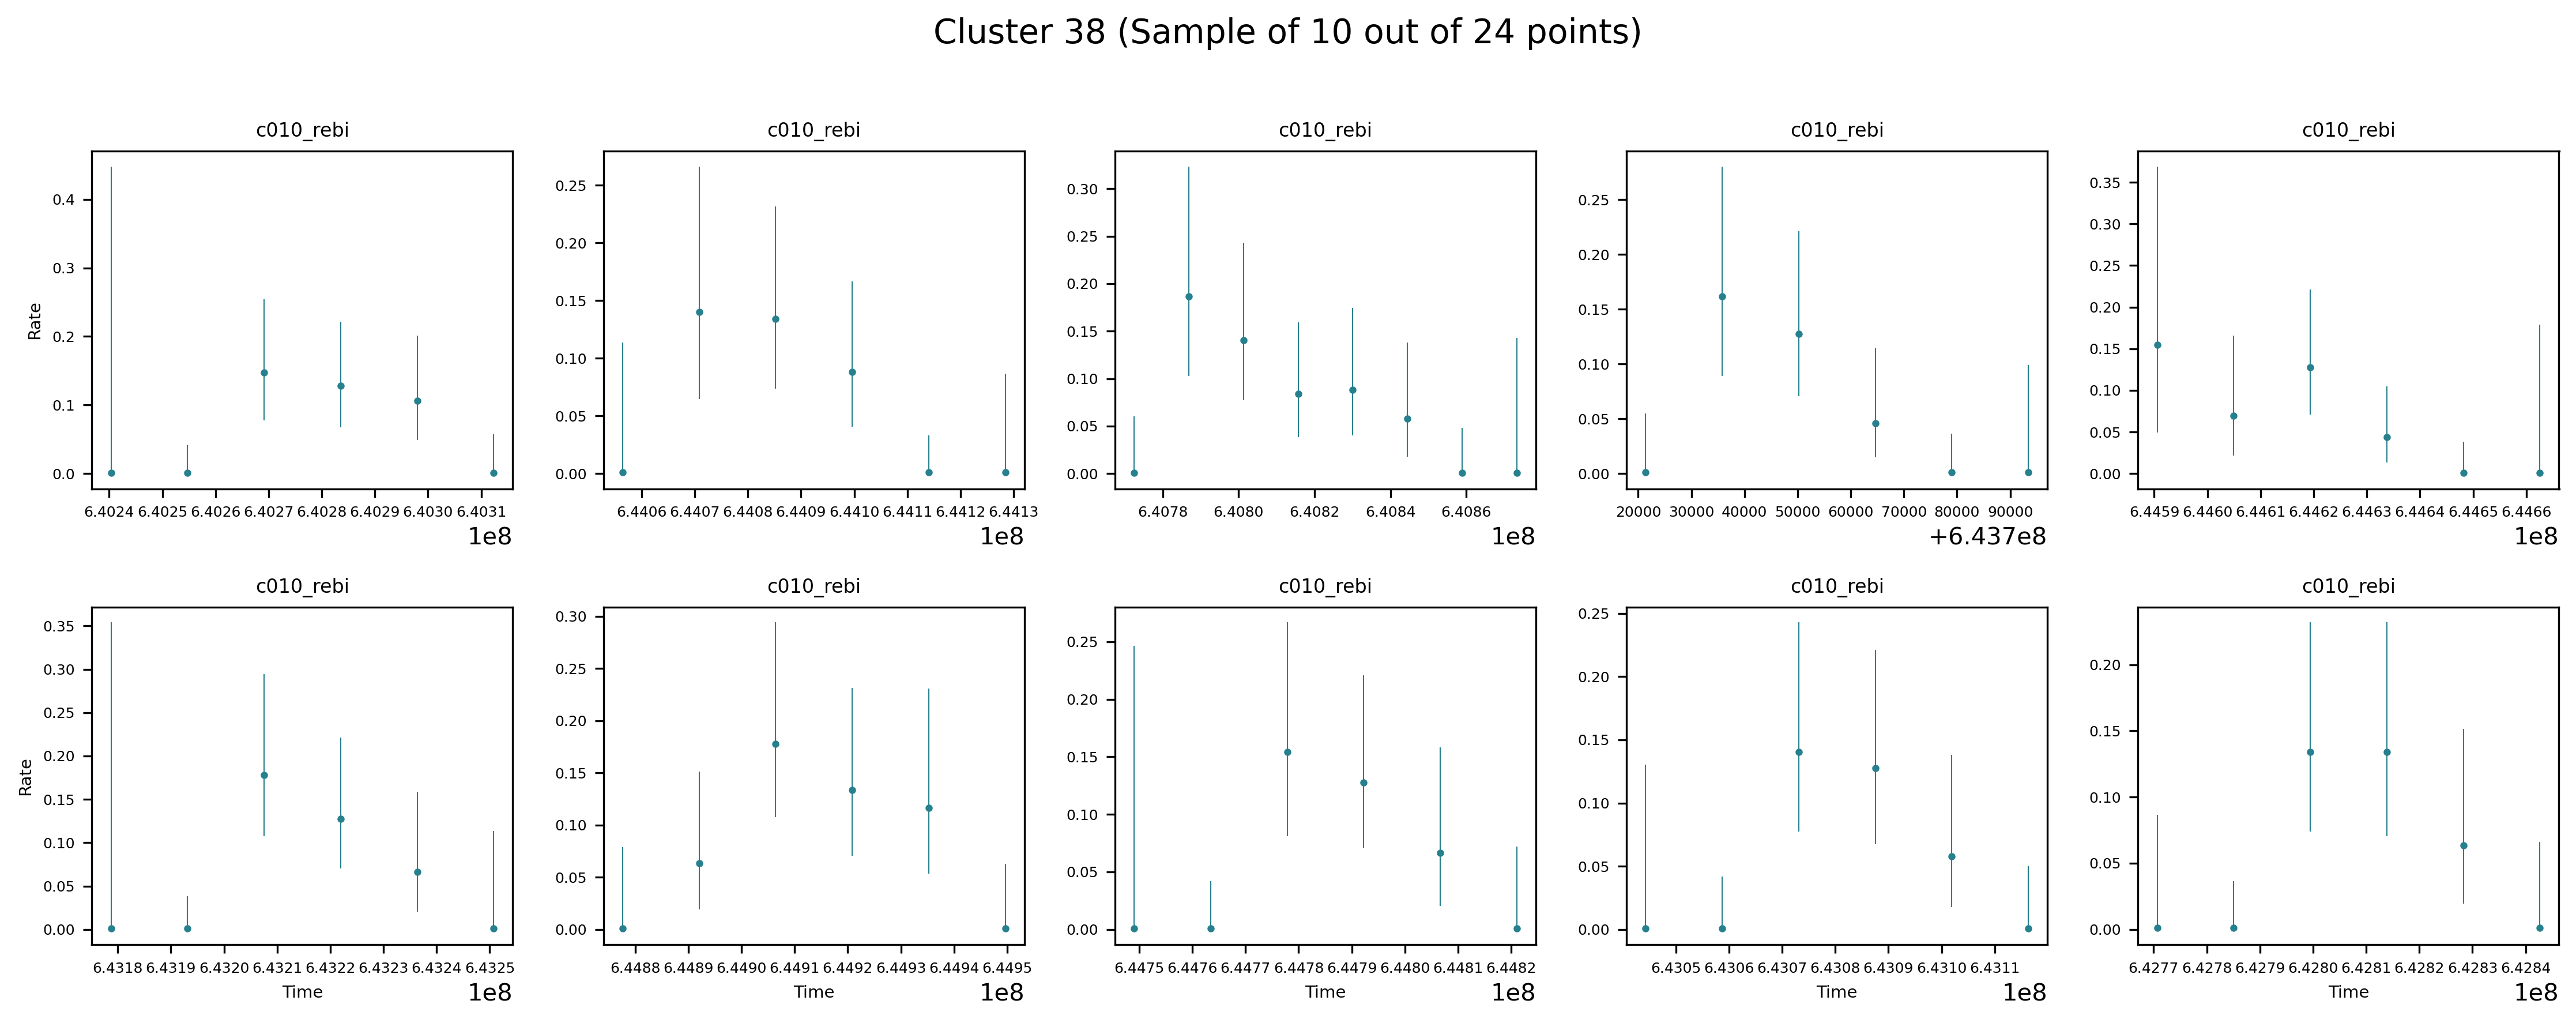 Cluster 38 (Sample of 10 out of 24 points)
c010_rebi c010_rebi c010_rebi c010_rebi c010_rebi
Rate
0.4
0.3
0.2
0.1
0.0
6.4024 6.4025 6.4026 6.4027 6.4028 6.4029 6.4030 6.4031
1e8
0.25
0.20
0.15
0.10
0.05
0.00
6.4406 6.4407 6.4408 6.4409 6.4410 6.4411 6.4412 6.4413
1e8
0.30
0.25
0.20
0.15
0.10
0.05
0.00
6.4078 6.4080 6.4082 6.4084 6.4086
1e8
0.25
0.20
0.15
0.10
0.05
0.00
20000 30000 40000 50000 60000 70000 80000 90000
+6.437e8
0.35
0.30
0.25
0.20
0.15
0.10
0.05
0.00
6.4459 6.4460 6.4461 6.4462 6.4463 6.4464 6.4465 6.4466
1e8
c010_rebi c010_rebi c010_rebi c010_rebi c010_rebi
Rate
0.35
0.30
0.25
0.20
0.15
0.10
0.05
0.00
6.4318 6.4319 6.4320 6.4321 6.4322 6.4323 6.4324 6.4325
Time
1e8
0.30
0.25
0.20
0.15
0.10
0.05
0.00
6.4488 6.4489 6.4490 6.4491 6.4492 6.4493 6.4494 6.4495
Time
1e8
0.25
0.20
0.15
0.10
0.05
0.00
6.4475 6.4476 6.4477 6.4478 6.4479 6.4480 6.4481 6.4482
Time
1e8
0.25
0.20
0.15
0.10
0.05
0.00
6.4305 6.4306 6.4307 6.4308 6.4309 6.4310 6.4311
Time
1e8
0.20
0.15
0.10
0.05
0.00
6.4277 6.4278 6.4279 6.4280 6.4281 6.4282 6.4283 6.4284
Time
1e8